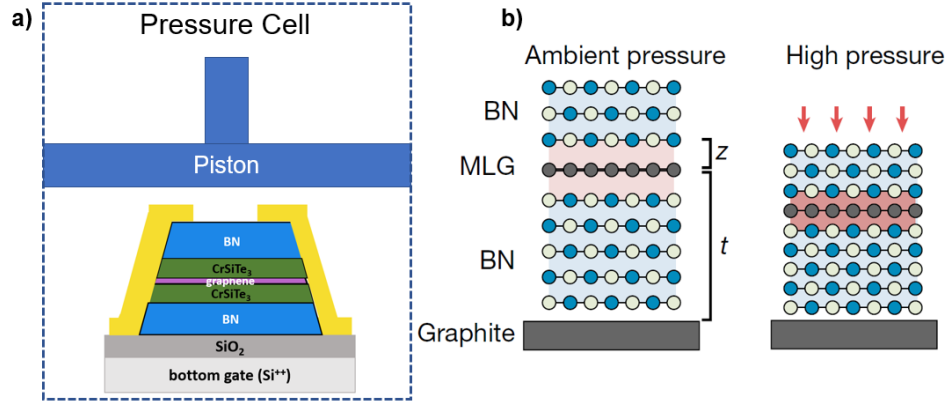 a)
Pressure Cell
Piston
BN
CrSiTe₃
graphene
CrSiTe₃
BN
SiO₂
bottom gate (Si⁺⁺)
b)
Ambient pressure
High pressure
BN
z
MLG
t
BN
Graphite